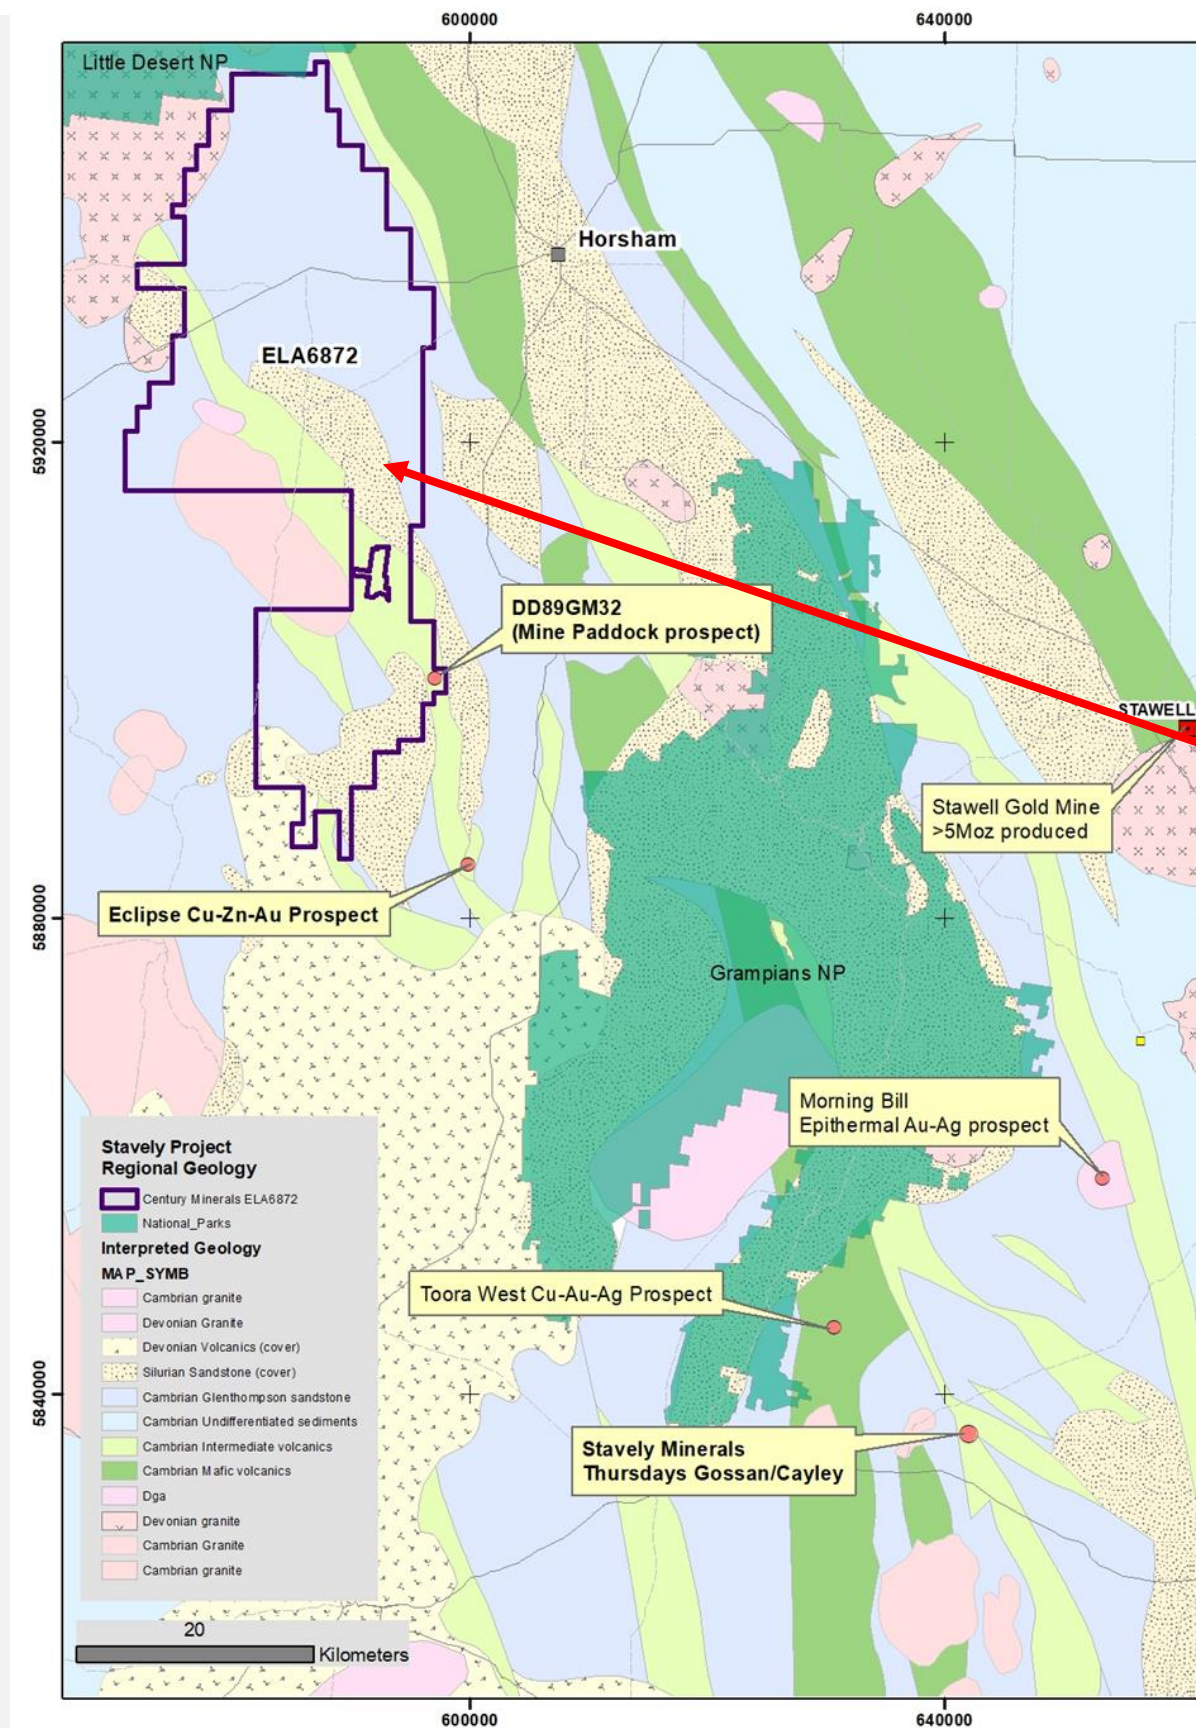 600000
640000
Little Desert NP
Horsham
ELA6872
5920000
DD89GM32
(Mine Paddock prospect)
STAWELL
Stawell Gold Mine
>5Moz produced
Eclipse Cu-Zn-Au Prospect
5880000
Grampians NP
Morning Bill
Epithermal Au-Ag prospect
Stavely Project
Regional Geology
Century Minerals ELA6872
National_Parks
Interpreted Geology
MAP_SYMB
Cambrian granite
Devonian Granite
Devonian Volcanics (cover)
Silurian Sandstone (cover)
Cambrian Glenthompson sandstone
Cambrian Undifferentiated sediments
Cambrian Intermediate volcanics
Cambrian Mafic volcanics
Dga
Devonian granite
Cambrian Granite
Cambrian granite
Toora West Cu-Au-Ag Prospect
5840000
Stavely Minerals
Thursdays Gossan/Cayley
20
Kilometers
600000
640000